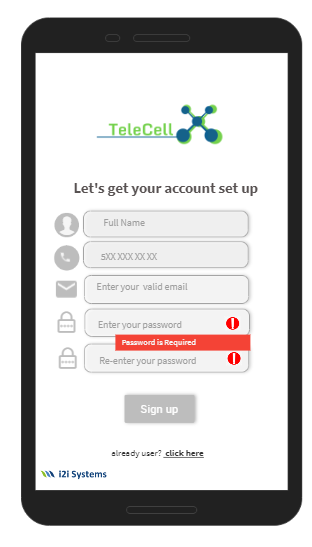 TeleCell
Let's get your account set up
Full Name
5XX XXX XX XX
Enter your valid email
Enter your password
Password is Required
Re-enter your password
Sign up
already user? click here
i2i Systems